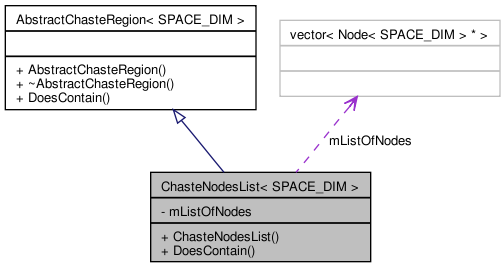 AbstractChasteRegion< SPACE_DIM >
+ AbstractChasteRegion()
+ ~AbstractChasteRegion()
+ DoesContain()
vector< Node< SPACE_DIM > * >
mListOfNodes
ChasteNodesList< SPACE_DIM >
- mListOfNodes
+ ChasteNodesList()
+ DoesContain()